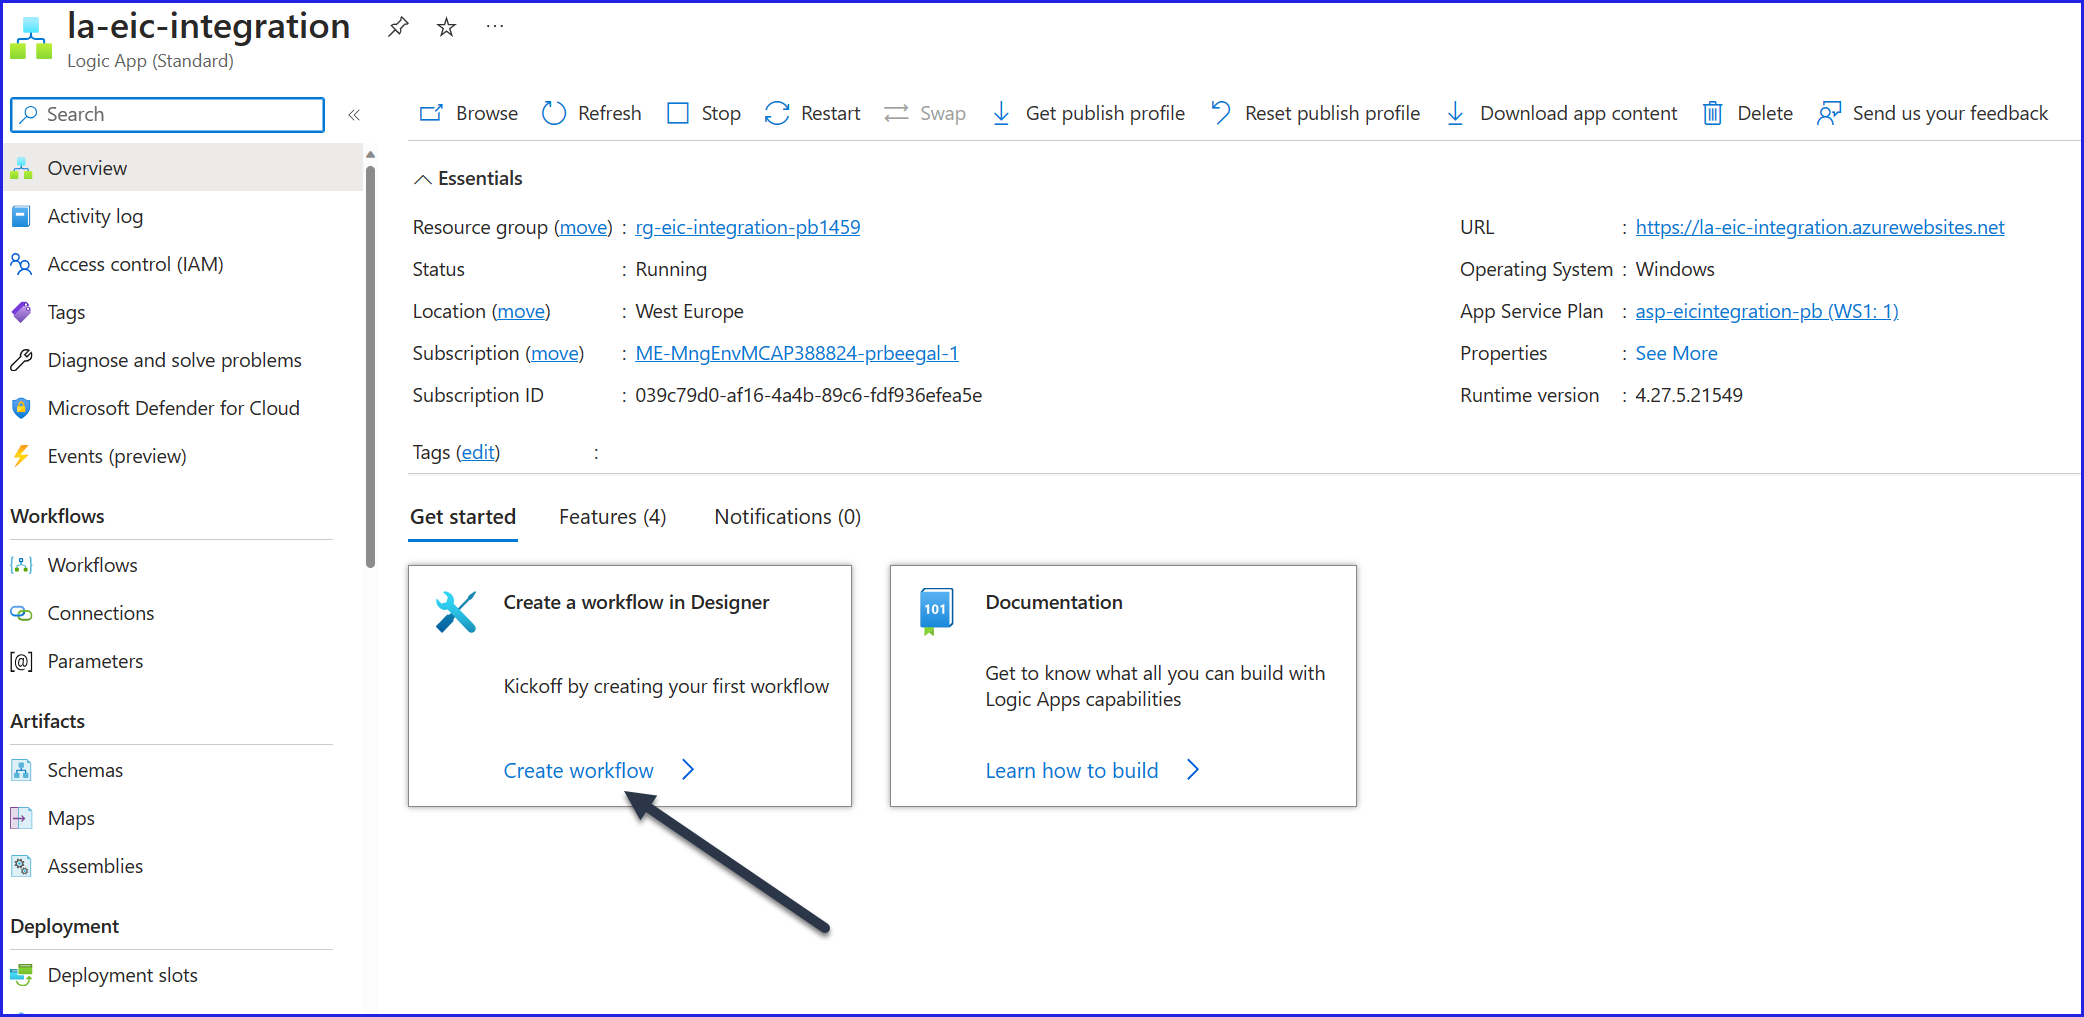 la-eic-integration
Logic App (Standard)
Search
Browse Refresh Stop Restart Swap Get publish profile Reset publish profile Download app content Delete Send us your feedback
Overview
Activity log
Access control (IAM)
Tags
Diagnose and solve problems
Microsoft Defender for Cloud
Events (preview)
Workflows
Workflows
Connections
Parameters
Artifacts
Schemas
Maps
Assemblies
Deployment
Deployment slots
Essentials
Resource group (move) : rg-eic-integration-pb1459
Status : Running
Location (move) : West Europe
Subscription (move) : ME-MngEnvMCAP388824-prbeegal-1
Subscription ID : 039c79d0-af16-4a4b-89c6-fdf936efea5e
Tags (edit) :
URL : https://la-eic-integration.azurewebsites.net
Operating System : Windows
App Service Plan : asp-eicintegration-pb (WS1: 1)
Properties : See More
Runtime version : 4.27.5.21549
Get started Features (4) Notifications (0)
Create a workflow in Designer
Kickoff by creating your first workflow
Create workflow
101
Documentation
Get to know what all you can build with
Logic Apps capabilities
Learn how to build